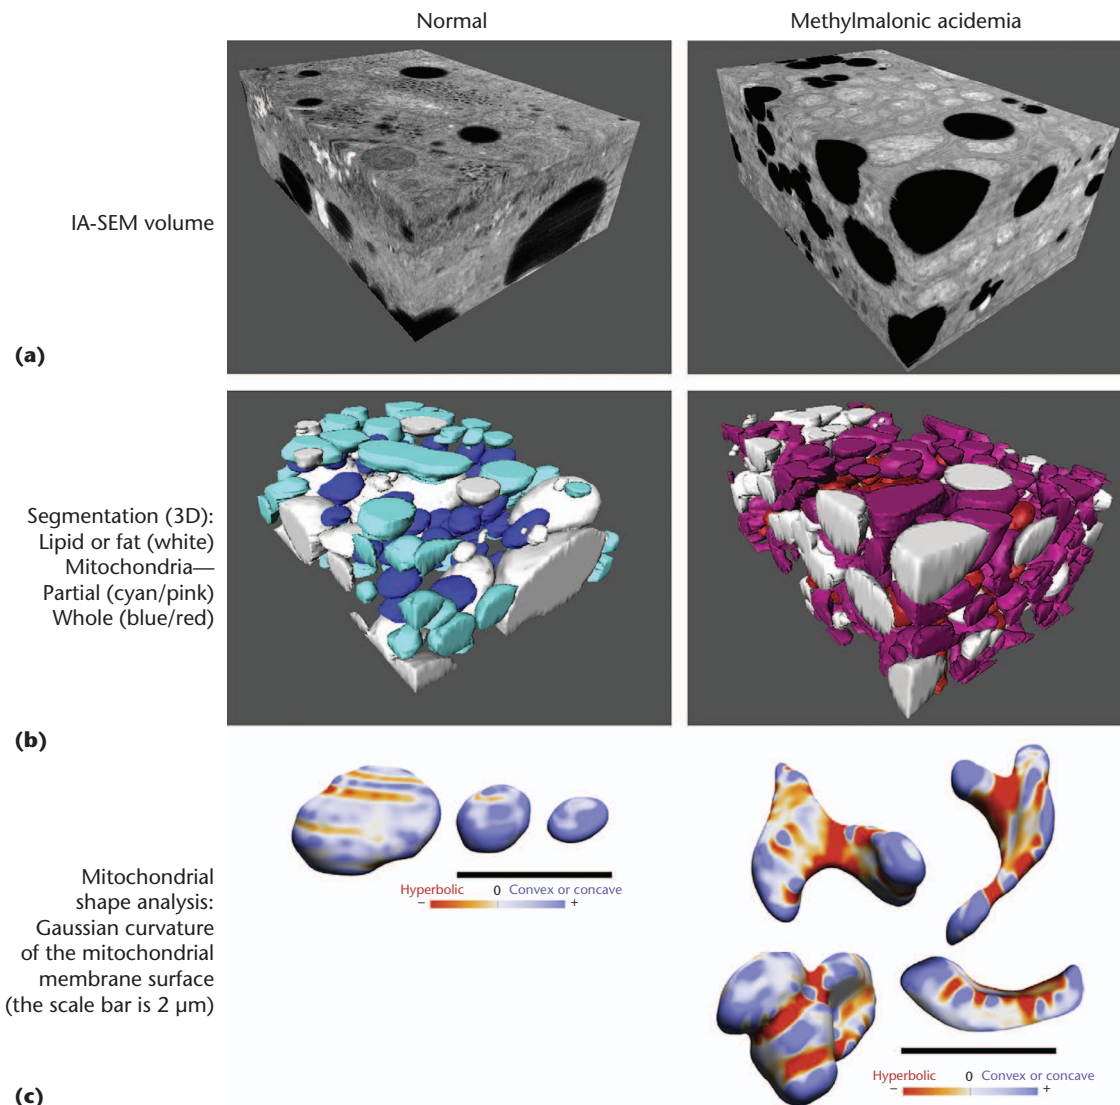 Normal
Methylmalonic acidemia
IA-SEM volume
(a)
Segmentation (3D):
Lipid or fat (white)
Mitochondria—
Partial (cyan/pink)
Whole (blue/red)
(b)
Mitochondrial
shape analysis:
Gaussian curvature
of the mitochondrial
membrane surface
(the scale bar is 2 μm)
Hyperbolic 0 Convex or concave
– +
Hyperbolic 0 Convex or concave
– +
(c)